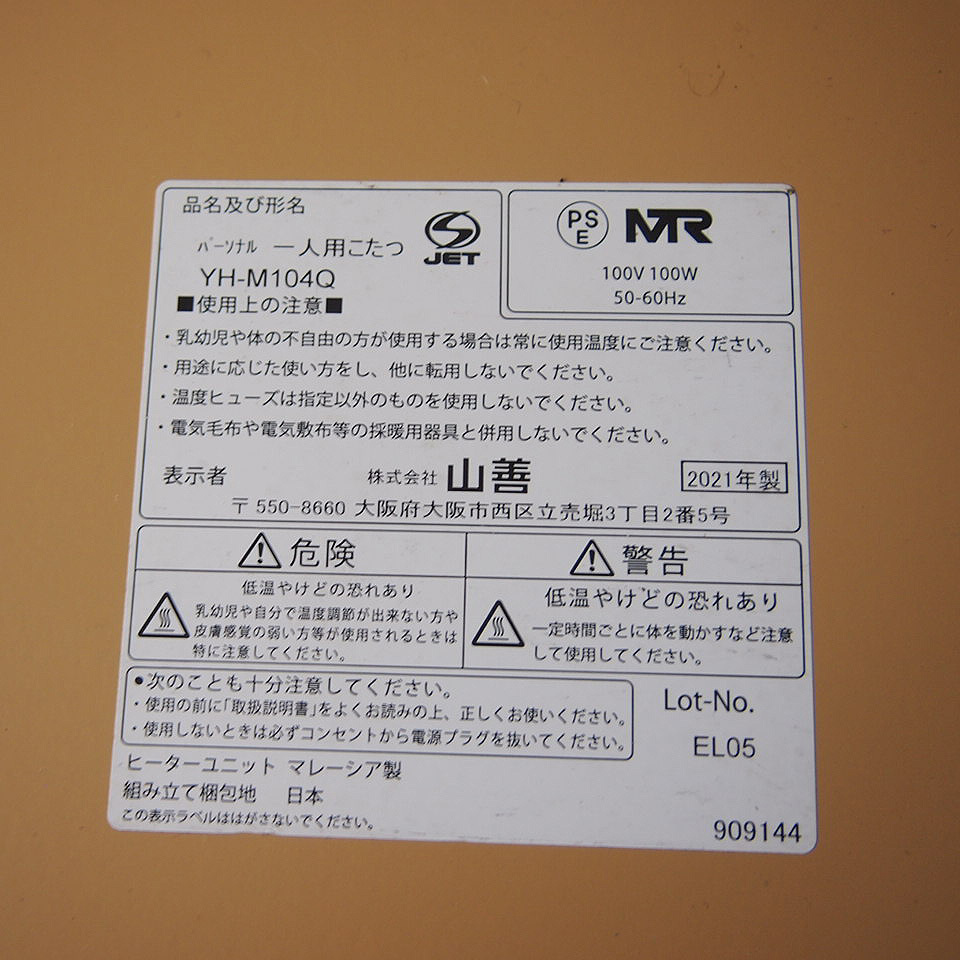 品名及び形名
パーソナル 一人用こたつ
YH-M104Q
JET
PS
E
MTR
100V 100W
50-60Hz
■使用上の注意■
・乳幼児や体の不自由の方が使用する場合は常に使用温度にご注意ください。
・用途に応じた使い方をし、他に転用しないでください。
・温度ヒューズは指定以外のものを使用しないでください。
・電気毛布や電気敷布等の採暖用器具と併用しないでください。
表示者 株式会社 山善 2021年製
〒550-8660 大阪府大阪市西区立売堀3丁目2番5号
危険
低温やけどの恐れあり
乳幼児や自分で温度調節が出来ない方や
皮膚感覚の弱い方等が使用されるときは
特に注意してください。
警告
低温やけどの恐れあり
一定時間ごとに体を動かすなど注意
して使用してください。
●次のことも十分注意してください。
・使用の前に「取扱説明書」をよくお読みの上、正しくお使いください。
・使用しないときは必ずコンセントから電源プラグを抜いてください。
Lot-No.
EL05
ヒーターユニット マレーシア製
組み立て梱包地 日本
この表示ラベルははがさないでください。
909144